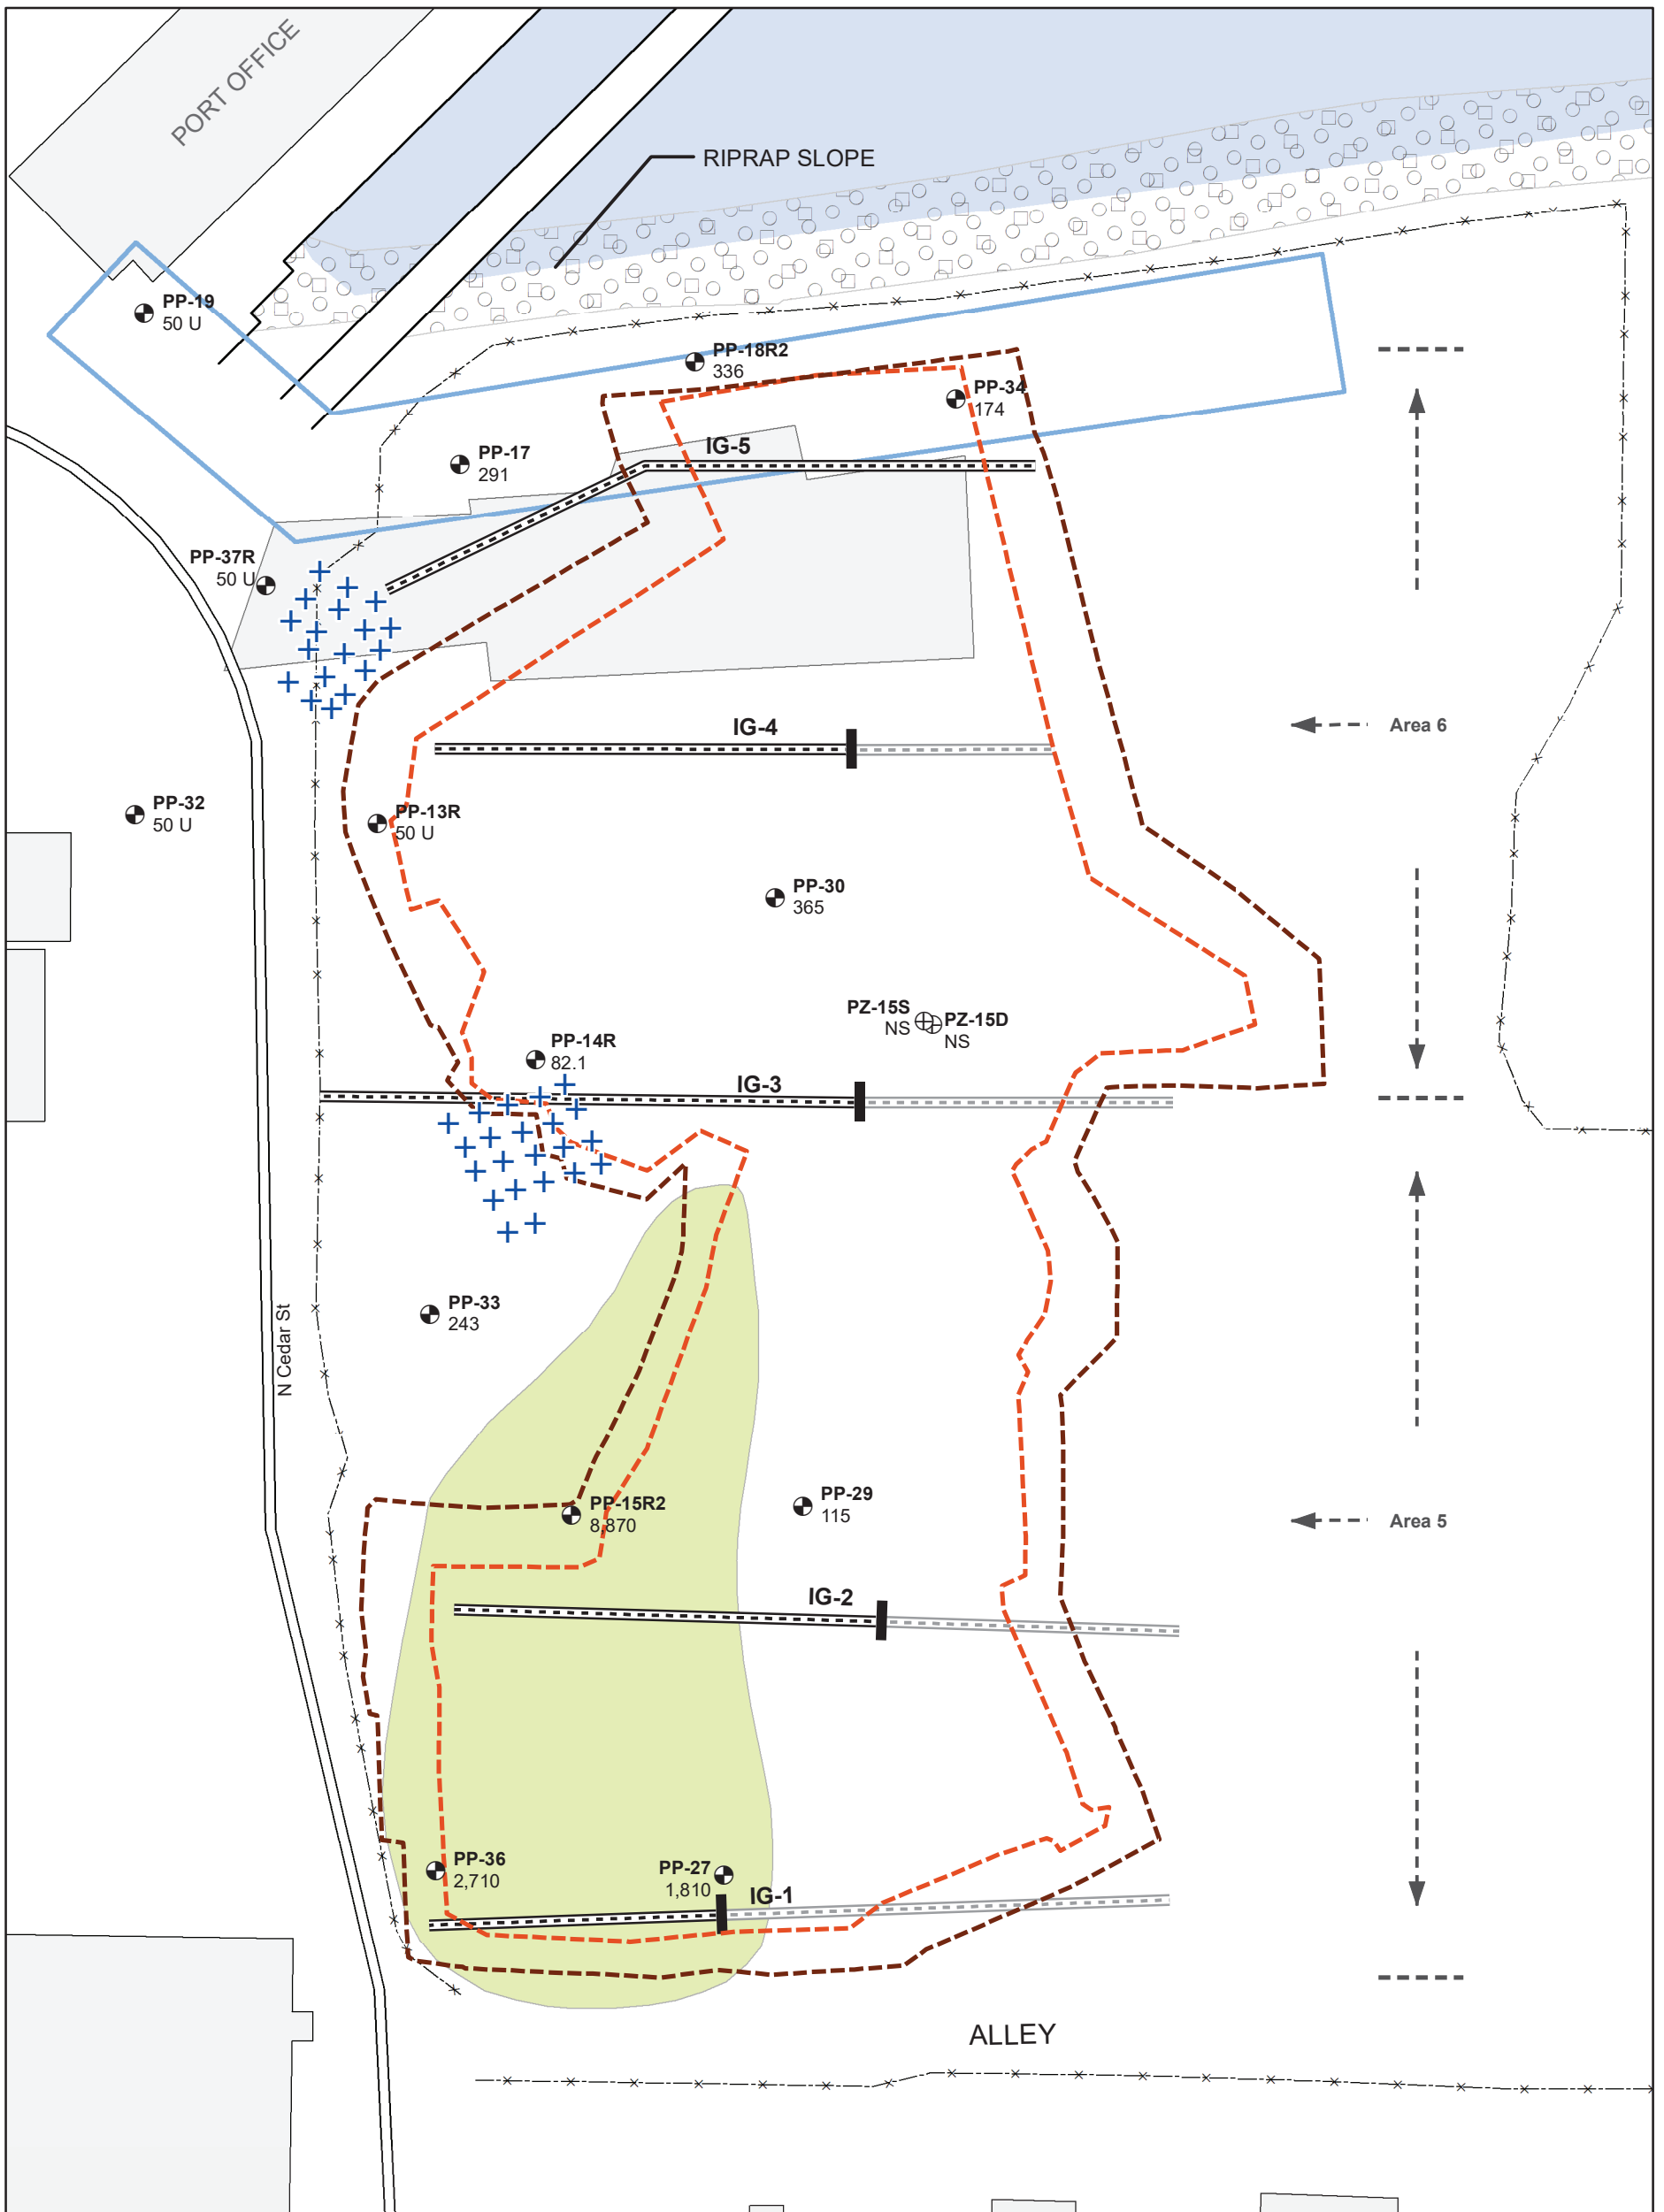 PORT OFFICE
RIPRAP SLOPE
PP-19
50 U
PP-18R2
336
PP-34
174
IG-5
PP-17
291
PP-37R
50 U
IG-4
Area 6
PP-32
50 U
PP-13R
50 U
PP-30
365
PZ-15S
NS
PZ-15D
NS
PP-14R
82.1
IG-3
PP-33
243
N Cedar St
PP-15R2
8,870
PP-29
115
Area 5
IG-2
PP-36
2,710
PP-27
1,810
IG-1
ALLEY